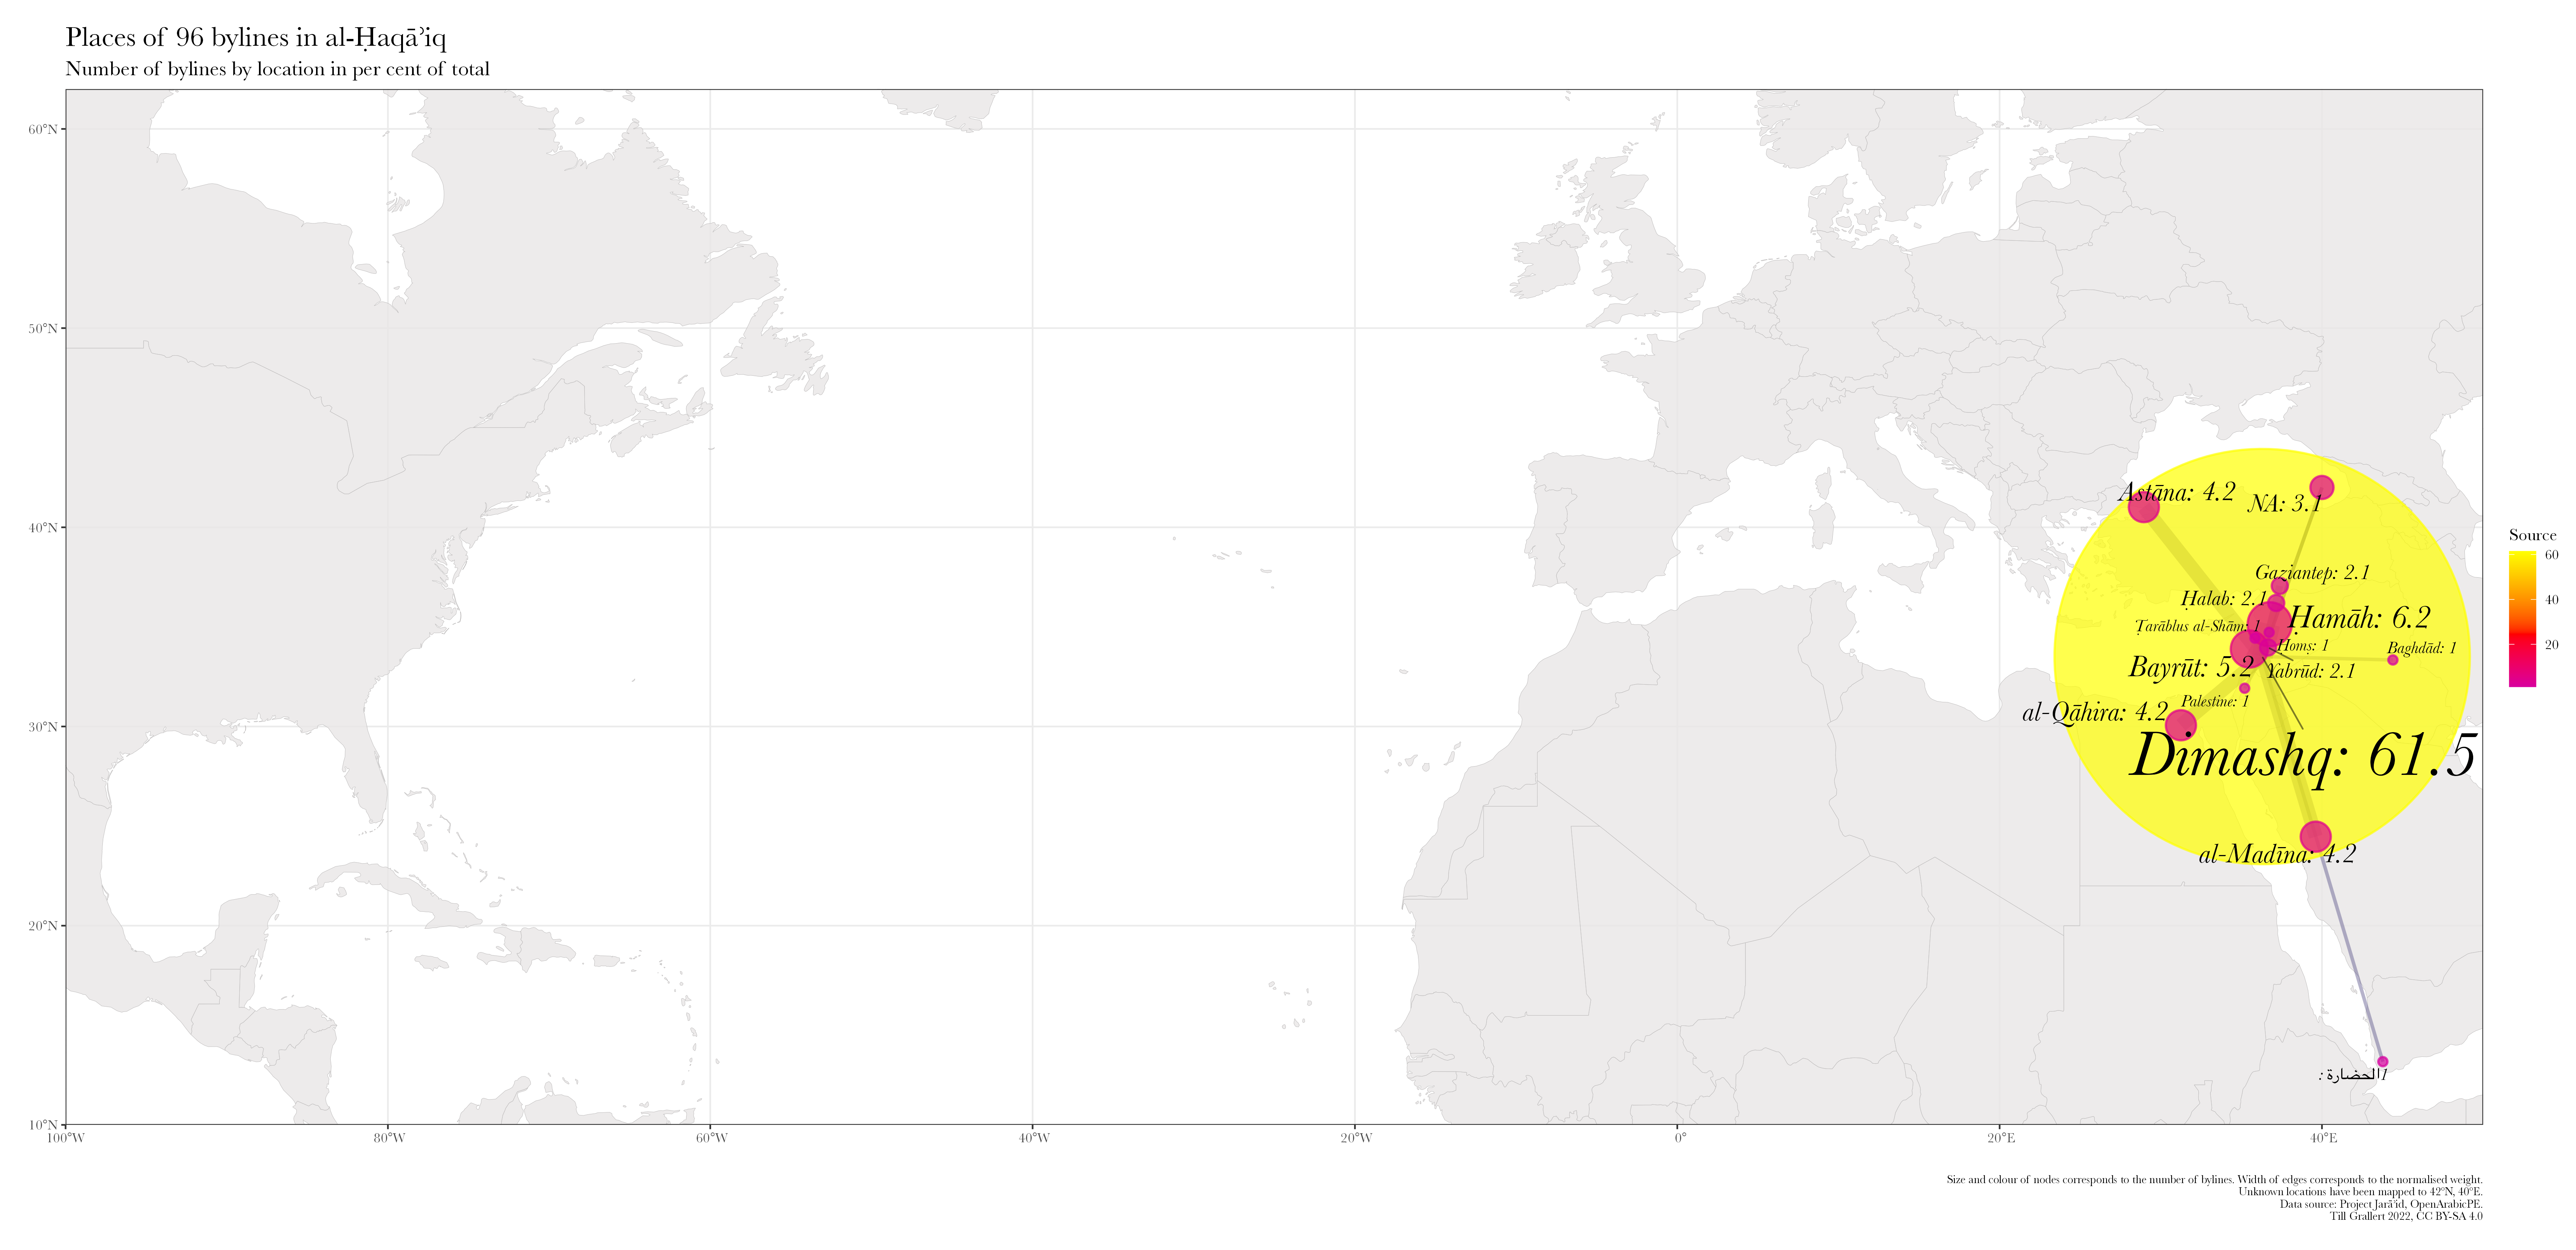 Places of 96 bylines in al-Ḥaqāʾiq
Number of bylines by location in per cent of total
60°N
50°N
40°N
30°N
20°N
10°N
100°W
80°W
60°W
40°W
20°W
0°
20°E
40°E
Astāna: 4.2
NA: 3.1
Gaziantep: 2.1
Ḥalab: 2.1
Ḥamāh: 6.2
Ṭarāblus al-Shām: 1
Ḥomṣ: 1
Baghdād: 1
Bayrūt: 5.2
Yabrūd: 2.1
Palestine: 1
al-Qāhira: 4.2
Dimashq: 61.5
al-Madīna: 4.2
الحضارة: 1
Source
60
40
20
Size and colour of nodes corresponds to the number of bylines. Width of edges corresponds to the normalised weight.
Unknown locations have been mapped to 42°N, 40°E.
Data source: Project Jarāʾid, OpenArabicPE.
Till Grallert 2022, CC BY-SA 4.0